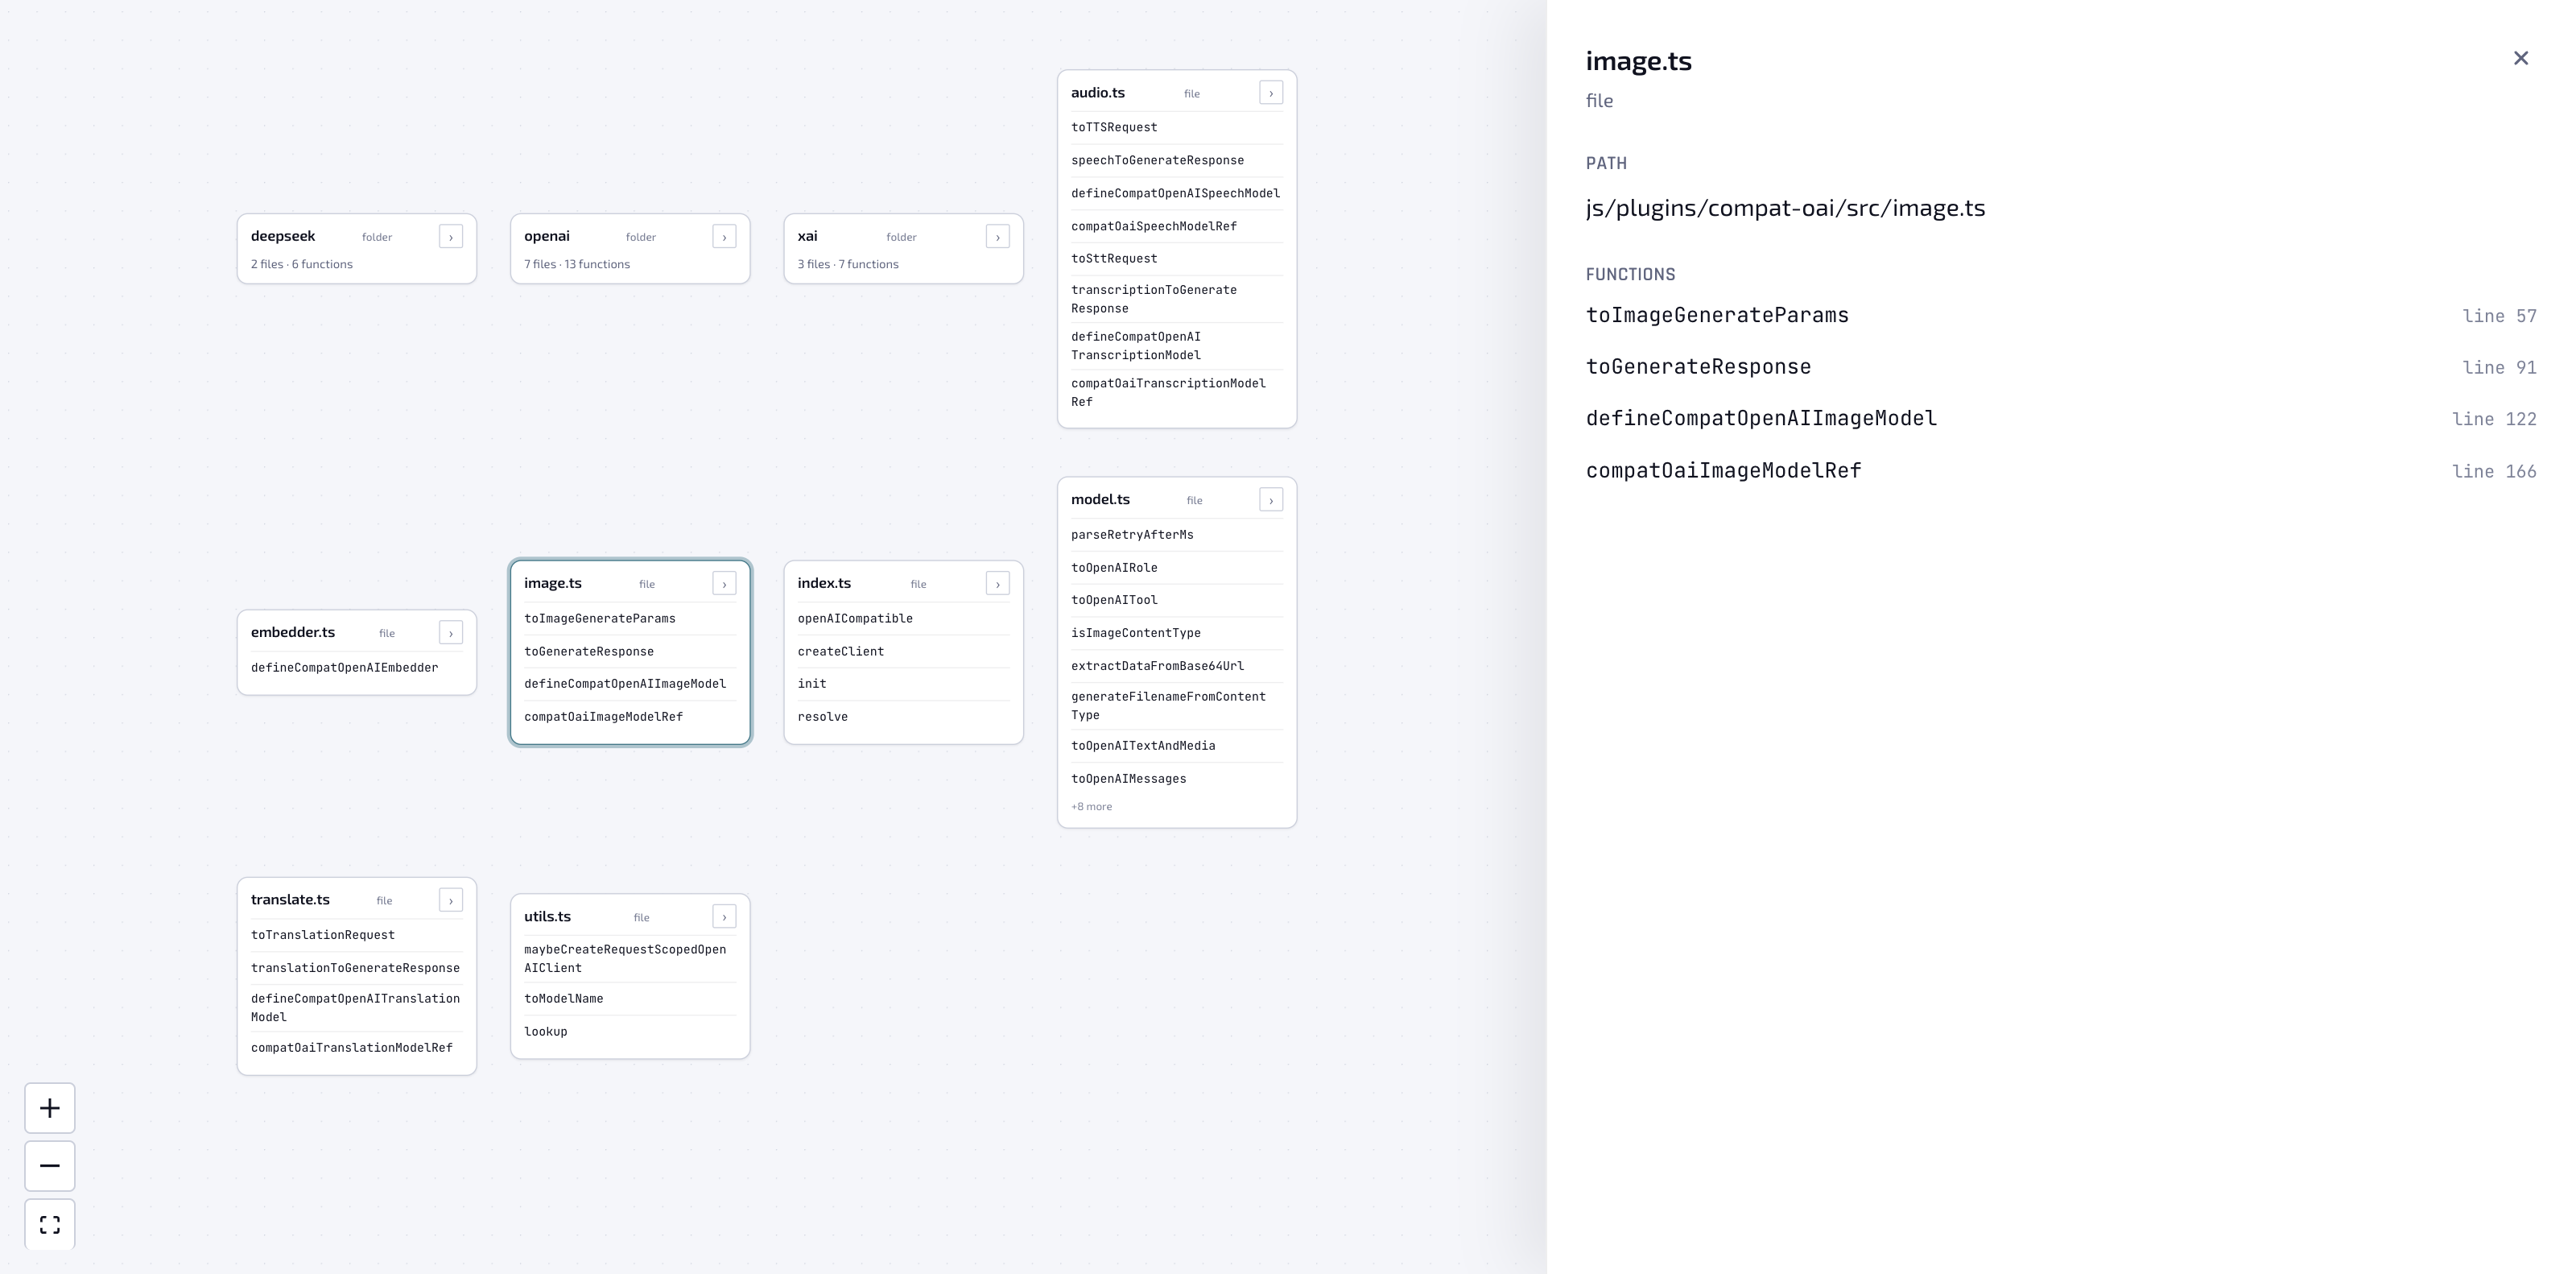 deepseek folder ›
2 files · 6 functions
openai folder ›
7 files · 13 functions
xai folder ›
3 files · 7 functions
audio.ts file ›
toTTSRequest
speechToGenerateResponse
defineCompatOpenAISpeechModel
compatOaiSpeechModelRef
toSttRequest
transcriptionToGenerate
Response
defineCompatOpenAI
TranscriptionModel
compatOaiTranscriptionModel
Ref
embedder.ts file ›
defineCompatOpenAIEmbedder
image.ts file ›
toImageGenerateParams
toGenerateResponse
defineCompatOpenAIImageModel
compatOaiImageModelRef
index.ts file ›
openAICompatible
createClient
init
resolve
model.ts file ›
parseRetryAfterMs
toOpenAIRole
toOpenAITool
isImageContentType
extractDataFromBase64Url
generateFilenameFromContent
Type
toOpenAITextAndMedia
toOpenAIMessages
+8 more
translate.ts file ›
toTranslationRequest
translationToGenerateResponse
defineCompatOpenAITranslation
Model
compatOaiTranslationModelRef
utils.ts file ›
maybeCreateRequestScopedOpen
AIClient
toModelName
lookup
image.ts
file
PATH
js/plugins/compat-oai/src/image.ts
FUNCTIONS
toImageGenerateParams line 57
toGenerateResponse line 91
defineCompatOpenAIImageModel line 122
compatOaiImageModelRef line 166